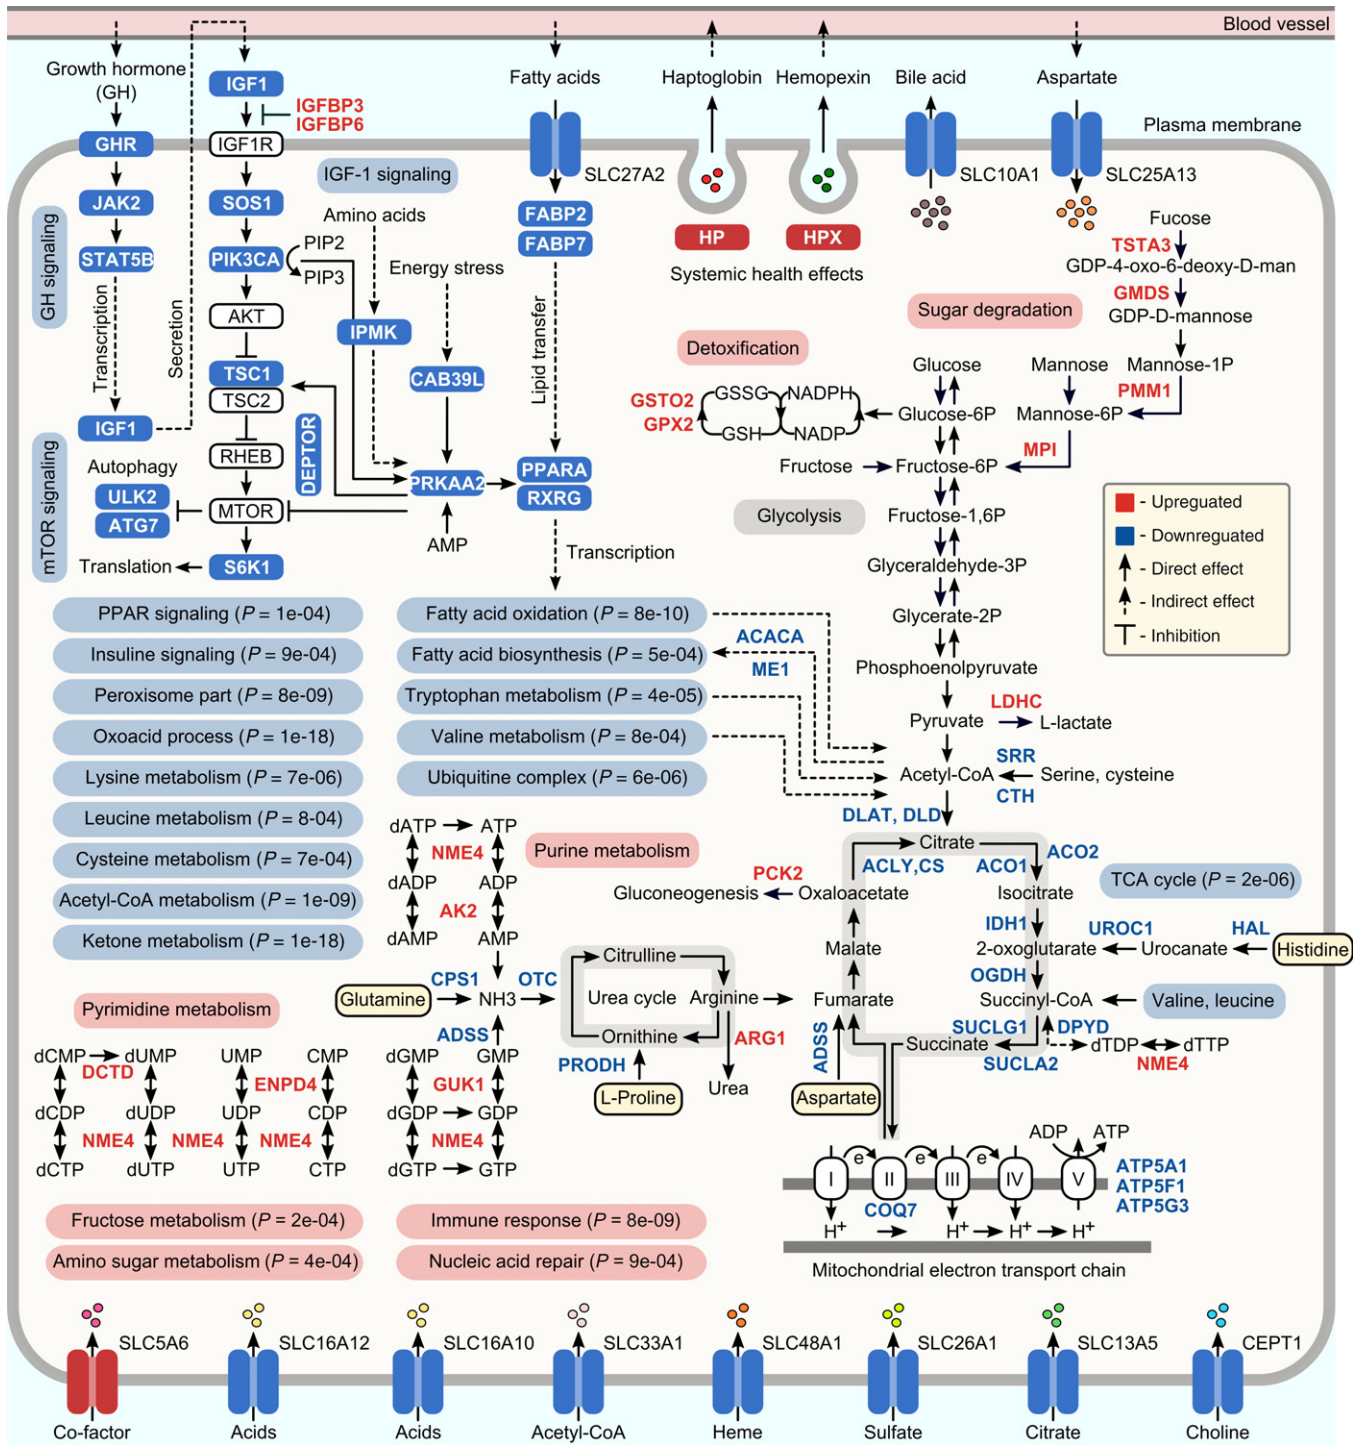 Blood vessel
Growth hormone
(GH)
IGF1
IGFBP3
IGFBP6
Fatty acids
Haptoglobin
Hemopexin
Bile acid
Aspartate
Plasma membrane
GHR
IGF1R
IGF-1 signaling
SLC27A2
SLC10A1
SLC25A13
JAK2
SOS1
Amino acids
FABP2
FABP7
HP
HPX
Systemic health effects
Fucose
TSTA3
GDP-4-oxo-6-deoxy-D-man
GMDS
GDP-D-mannose
GH signaling
STAT5B
PIK3CA
PIP2
PIP3
Energy stress
AKT
IPMK
Transcription
Secretion
Lipid transfer
Sugar degradation
Detoxification
TSC1
TSC2
CAB39L
Glucose
Mannose
Mannose-1P
PMM1
GSTO2
GPX2
GSSG
NADPH
GSH
NADP
Glucose-6P
Mannose-6P
MPI
IGF1
RHEB
DEPTOR
mTOR signaling
Autophagy
ULK2
ATG7
MTOR
PRKAA2
PPARA
RXRG
Fructose
Fructose-6P
Glycolysis
Fructose-1,6P
AMP
Translation
S6K1
Transcription
Glyceraldehyde-3P
Glycerate-2P
Phosphoenolpyruvate
- Upreguated
- Downreguated
- Direct effect
- Indirect effect
- Inhibition
PPAR signaling (P = 1e-04)
Insuline signaling (P = 9e-04)
Peroxisome part (P = 8e-09)
Oxoacid process (P = 1e-18)
Lysine metabolism (P = 7e-06)
Leucine metabolism (P = 8-04)
Cysteine metabolism (P = 7e-04)
Acetyl-CoA metabolism (P = 1e-09)
Ketone metabolism (P = 1e-18)
Fatty acid oxidation (P = 8e-10)
Fatty acid biosynthesis (P = 5e-04)
Tryptophan metabolism (P = 4e-05)
Valine metabolism (P = 8e-04)
Ubiquitine complex (P = 6e-06)
ACACA
ME1
LDHC
Pyruvate
L-lactate
SRR
Acetyl-CoA
Serine, cysteine
CTH
DLAT, DLD
dATP
ATP
NME4
dADP
ADP
AK2
dAMP
AMP
Purine metabolism
Citrate
ACLY,CS
ACO1
ACO2
PCK2
Gluconeogenesis
Oxaloacetate
Isocitrate
TCA cycle (P = 2e-06)
IDH1
UROC1
HAL
Malate
2-oxoglutarate
Urocanate
Histidine
OGDH
Fumarate
Succinyl-CoA
Valine, leucine
SUCLG1
DPYD
Succinate
SUCLA2
dTDP
dTTP
NME4
Glutamine
CPS1
NH3
OTC
Citrulline
Urea cycle
Arginine
Ornithine
ARG1
ADSS
PRODH
L-Proline
Urea
ADSS
Aspartate
Pyrimidine metabolism
dCMP
dUMP
UMP
CMP
DCTD
ENPD4
dCDP
dUDP
UDP
CDP
NME4
NME4
NME4
dCTP
dUTP
UTP
CTP
dGMP
GMP
GUK1
dGDP
GDP
NME4
dGTP
GTP
ADP
ATP
I
e
II
e
III
IV
e
V
ATP5A1
ATP5F1
ATP5G3
COQ7
H+
H+
H+
H+
Mitochondrial electron transport chain
Fructose metabolism (P = 2e-04)
Amino sugar metabolism (P = 4e-04)
Immune response (P = 8e-09)
Nucleic acid repair (P = 9e-04)
SLC5A6
SLC16A12
SLC16A10
SLC33A1
SLC48A1
SLC26A1
SLC13A5
CEPT1
Co-factor
Acids
Acids
Acetyl-CoA
Heme
Sulfate
Citrate
Choline